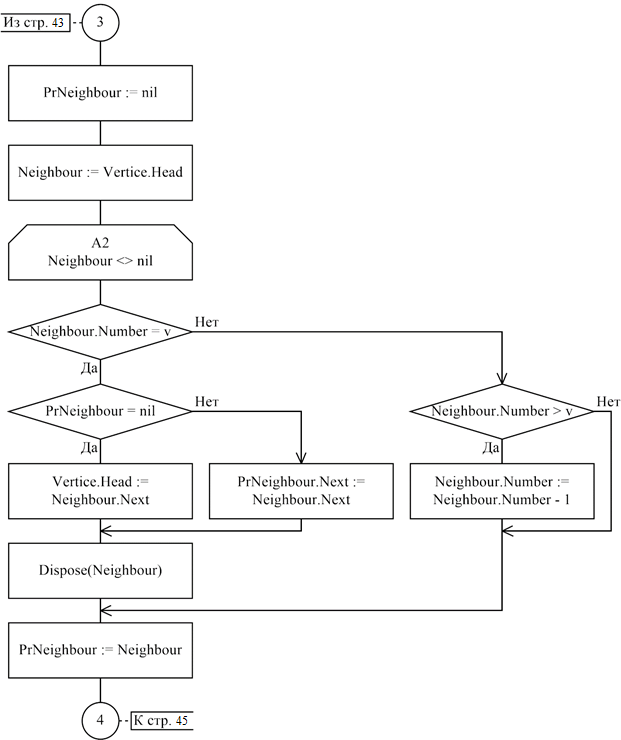 Из стр. 43
3
PrNeighbour := nil
Neighbour := Vertice.Head
A2
Neighbour <> nil
Neighbour.Number = v
Нет
Да
PrNeighbour = nil
Нет
Да
Neighbour.Number > v
Нет
Да
Vertice.Head :=
Neighbour.Next
PrNeighbour.Next :=
Neighbour.Next
Neighbour.Number :=
Neighbour.Number - 1
Dispose(Neighbour)
PrNeighbour := Neighbour
4
К стр. 45